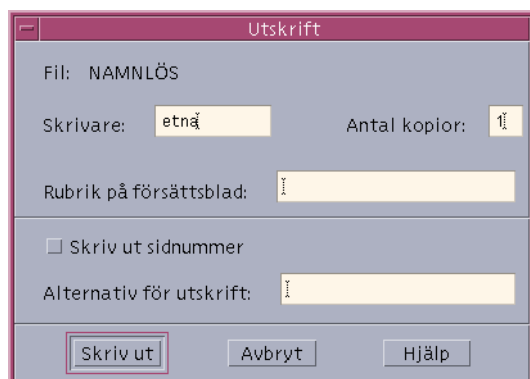 Utskrift
Fil: NAMNLÖS
Skrivare: etna Antal kopior: 1
Rubrik på försättsblad:
Skriv ut sidnummer
Alternativ för utskrift:
Skriv ut Avbryt Hjälp